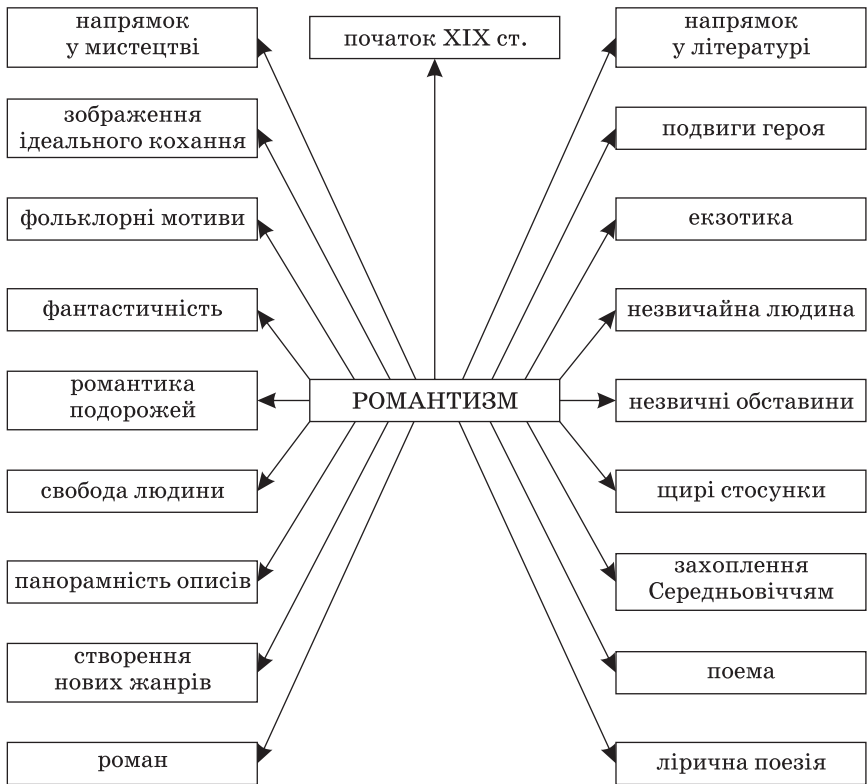 напрямок
у мистецтві
початок XIX ст.
напрямок
у літературі
зображення
ідеального кохання
подвиги героя
фольклорні мотиви
екзотика
фантастичність
незвичайна людина
романтика
подорожей
РОМАНТИЗМ
незвичні обставини
свобода людини
щирі стосунки
панорамність описів
захоплення
Середньовіччям
створення
нових жанрів
поема
роман
лірична поезія